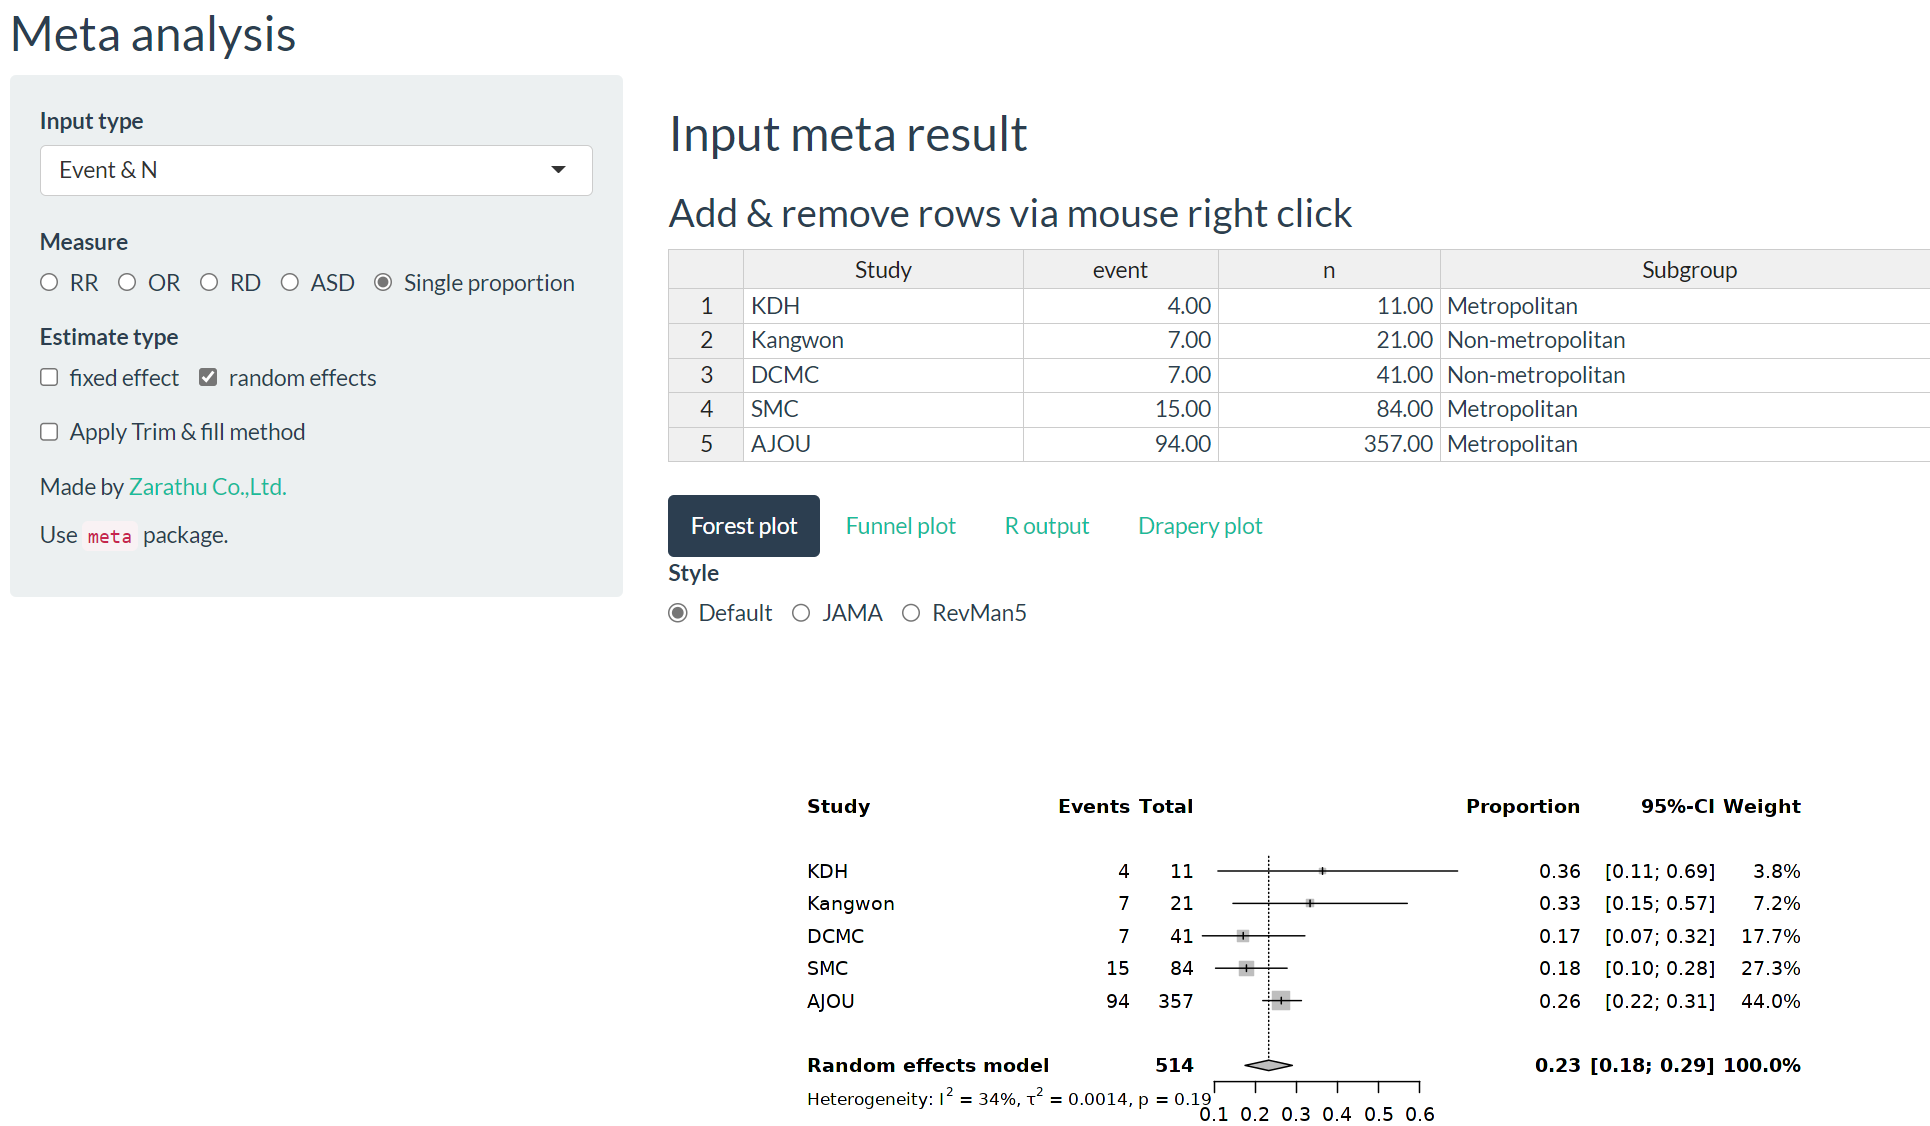 Meta analysis
Input type
Event & N
Measure
RR OR RD ASD Single proportion
Estimate type
fixed effect random effects
Apply Trim & fill method
Made by Zarathu Co.,Ltd.
Use meta package.
Input meta result
Add & remove rows via mouse right click
Study event n Subgroup
1 KDH 4.00 11.00 Metropolitan
2 Kangwon 7.00 21.00 Non-metropolitan
3 DCMC 7.00 41.00 Non-metropolitan
4 SMC 15.00 84.00 Metropolitan
5 AJOU 94.00 357.00 Metropolitan
Forest plot Funnel plot R output Drapery plot
Style
Default JAMA RevMan5
Study Events Total Proportion 95%-CI Weight
KDH 4 11 0.36 [0.11; 0.69] 3.8%
Kangwon 7 21 0.33 [0.15; 0.57] 7.2%
DCMC 7 41 0.17 [0.07; 0.32] 17.7%
SMC 15 84 0.18 [0.10; 0.28] 27.3%
AJOU 94 357 0.26 [0.22; 0.31] 44.0%
Random effects model 514 0.23 [0.18; 0.29] 100.0%
Heterogeneity: I² = 34%, τ² = 0.0014, p = 0.19
0.1 0.2 0.3 0.4 0.5 0.6